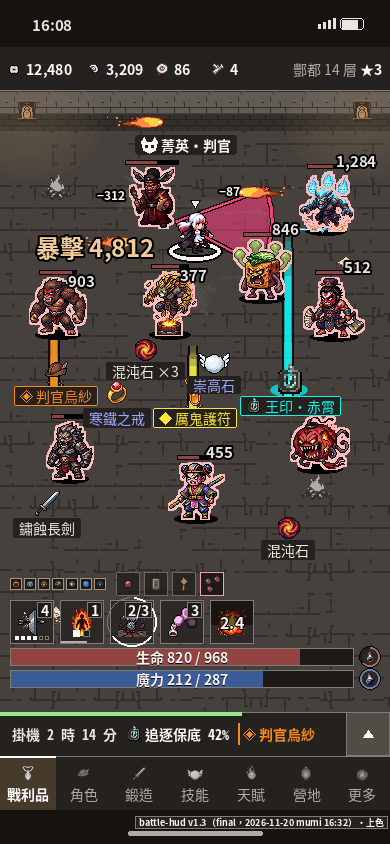 16:08
12,480 3,209 86 4 酆都 14 層 ★3
菁英・判官
1,284
-312
-87
846
暴擊 4,812
377
512
903
混沌石 ×3
崇高石
判官烏紗
王印・赤霄
寒鐵之戒
厲鬼護符
455
鏽蝕長劍
混沌石
4 1 2/3 3 2.4
生命 820 / 968
魔力 212 / 287
掛機 2 時 14 分 追逐保底 42% 判官烏紗
戰利品 角色 鍛造 技能 天賦 營地 更多
battle-hud v1.3 (final, 2026-11-20 mumi 16:32)・上色